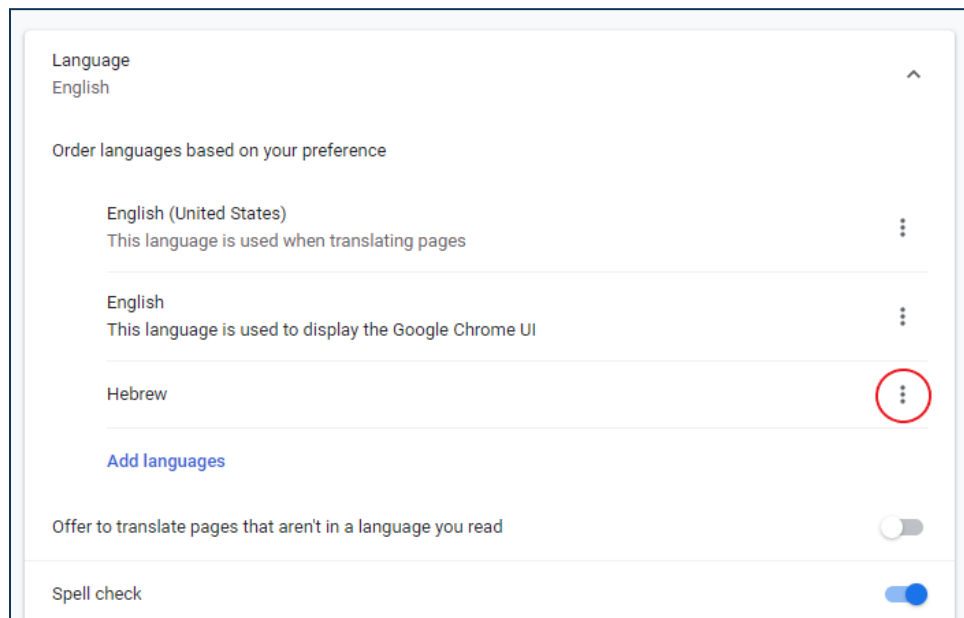 Language
English
Order languages based on your preference
English (United States)
This language is used when translating pages
English
This language is used to display the Google Chrome UI
Hebrew
Add languages
Offer to translate pages that aren't in a language you read
Spell check